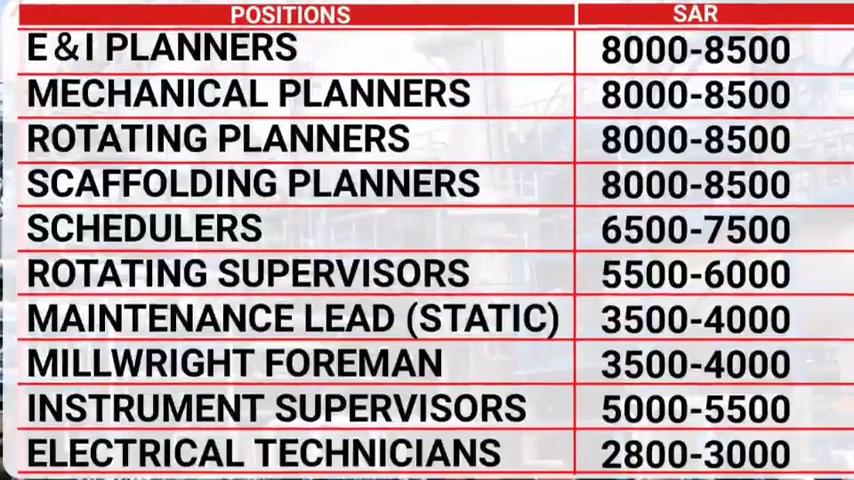 POSITIONS SAR
E&I PLANNERS 8000-8500
MECHANICAL PLANNERS 8000-8500
ROTATING PLANNERS 8000-8500
SCAFFOLDING PLANNERS 8000-8500
SCHEDULERS 6500-7500
ROTATING SUPERVISORS 5500-6000
MAINTENANCE LEAD (STATIC) 3500-4000
MILLWRIGHT FOREMAN 3500-4000
INSTRUMENT SUPERVISORS 5000-5500
ELECTRICAL TECHNICIANS 2800-3000